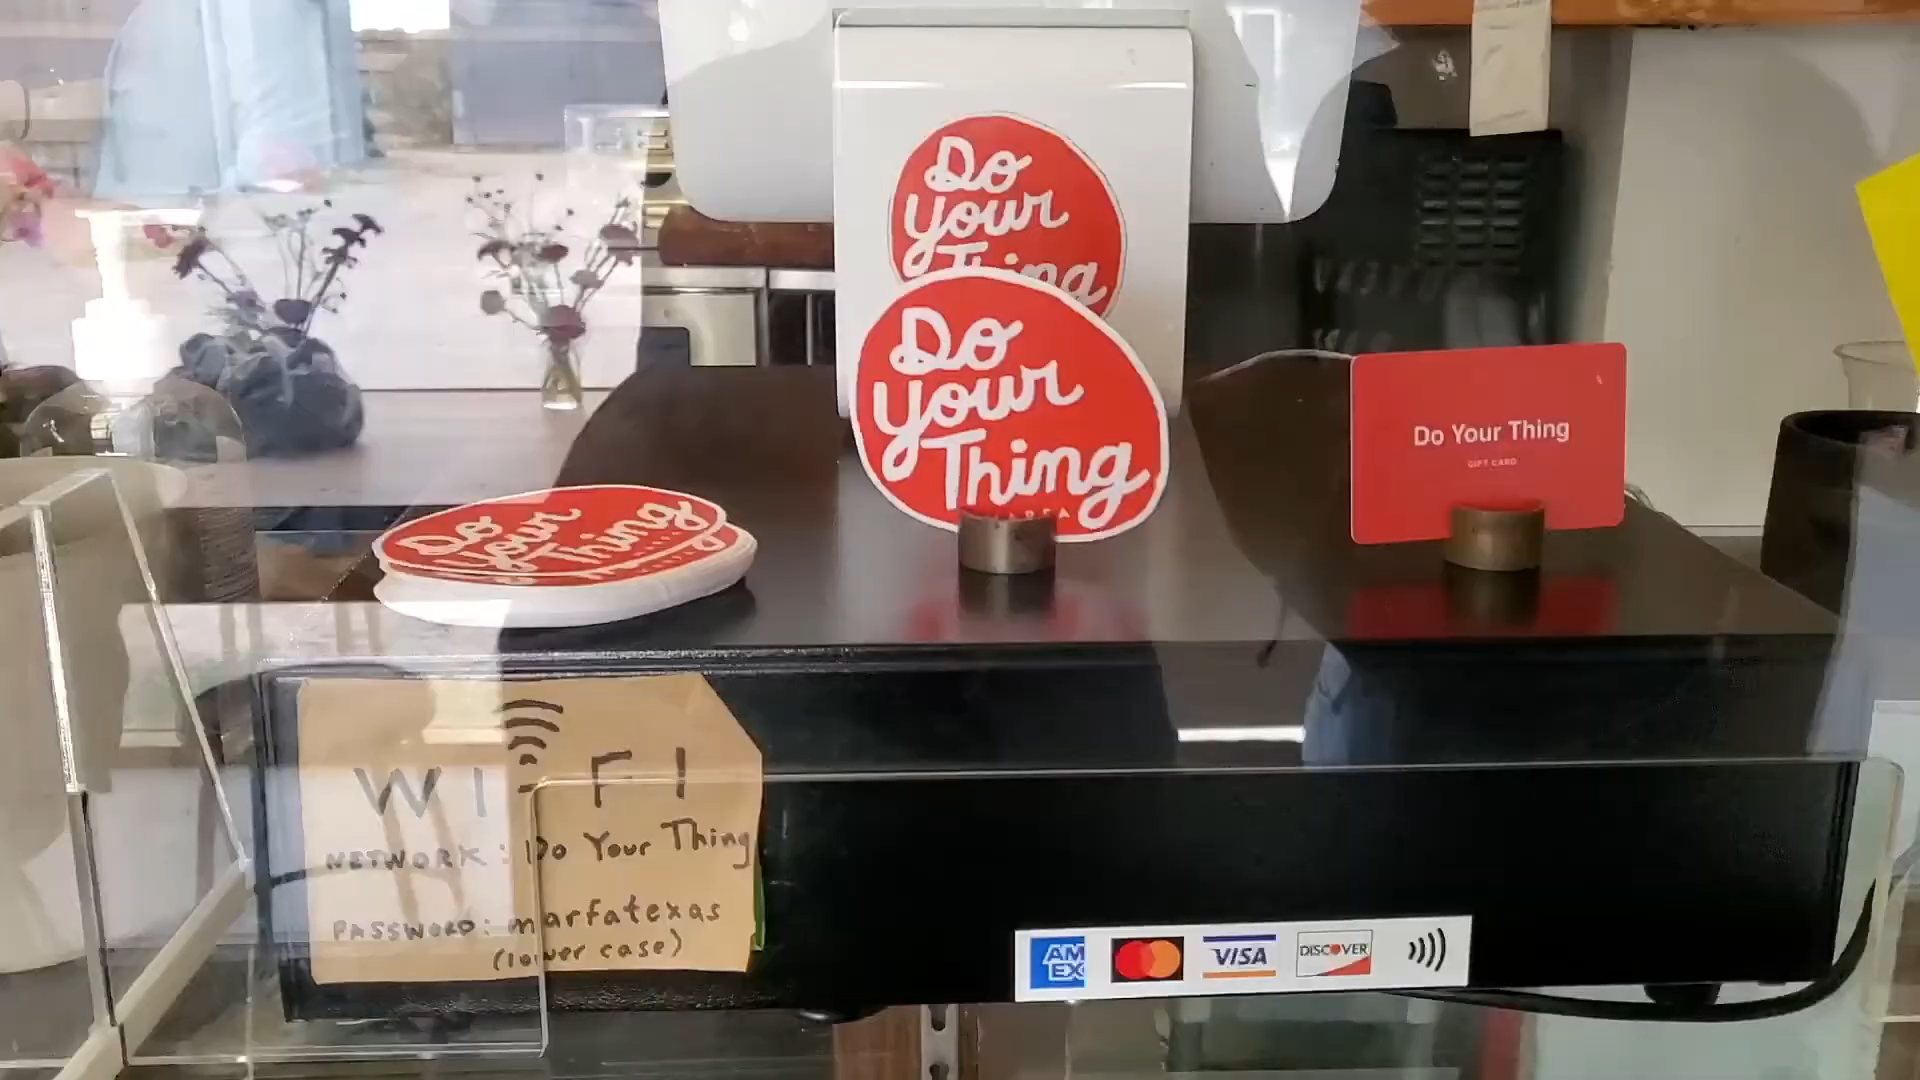 Do
Your
Thing
Do
Your
Thing
Do Your Thing
GIFT CARD
Do
Your
Thing
WI-FI
NETWORK: Do Your Thing
PASSWORD: marfatexas
(lower case)
AM
EX
VISA
DISCOVER